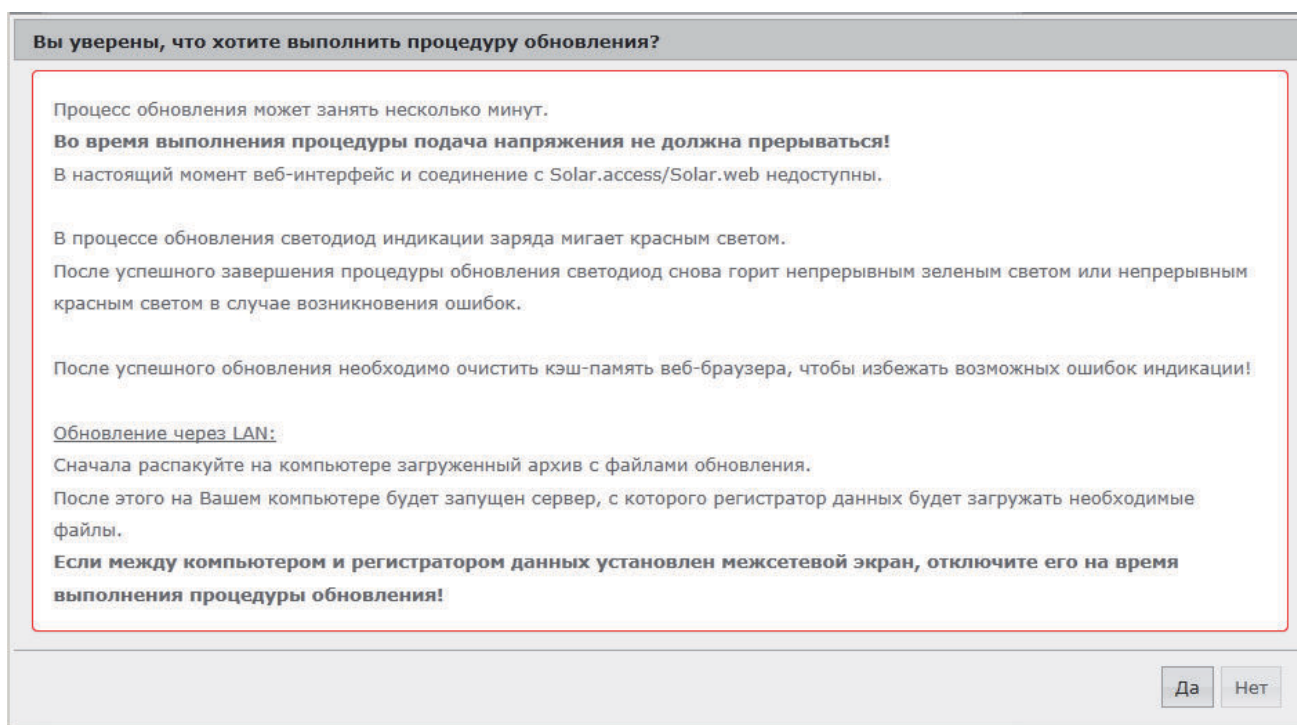 Вы уверены, что хотите выполнить процедуру обновления?
Процесс обновления может занять несколько минут.
Во время выполнения процедуры подача напряжения не должна прерываться!
В настоящий момент веб-интерфейс и соединение с Solar.access/Solar.web недоступны.
В процессе обновления светодиод индикации заряда мигает красным светом.
После успешного завершения процедуры обновления светодиод снова горит непрерывным зеленым светом или непрерывным
красным светом в случае возникновения ошибок.
После успешного обновления необходимо очистить кэш-память веб-браузера, чтобы избежать возможных ошибок индикации!
Обновление через LAN:
Сначала распакуйте на компьютере загруженный архив с файлами обновления.
После этого на Вашем компьютере будет запущен сервер, с которого регистратор данных будет загружать необходимые
файлы.
Если между компьютером и регистратором данных установлен межсетевой экран, отключите его на время
выполнения процедуры обновления!
Да Нет